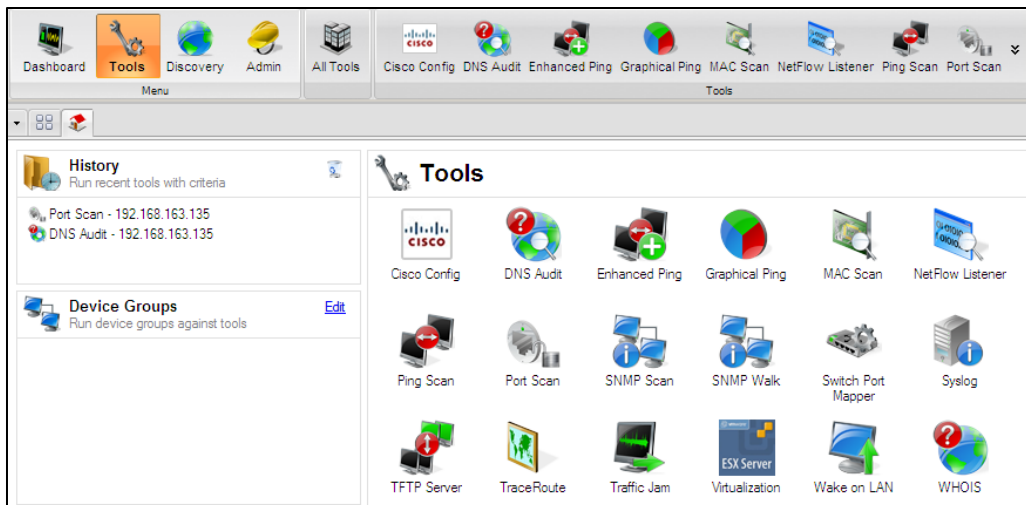 Dashboard Tools Discovery Admin All Tools CISCO Cisco Config DNS Audit Enhanced Ping Graphical Ping MAC Scan NetFlow Listener Ping Scan Port Scan
Menu Tools
History
Run recent tools with criteria
Port Scan - 192.168.163.135
DNS Audit - 192.168.163.135
Device Groups Edit
Run device groups against tools
Tools
CISCO
Cisco Config DNS Audit Enhanced Ping Graphical Ping MAC Scan NetFlow Listener
Ping Scan Port Scan SNMP Scan SNMP Walk Switch Port Mapper Syslog
ESX Server
TFTP Server TraceRoute Traffic Jam Virtualization Wake on LAN WHOIS